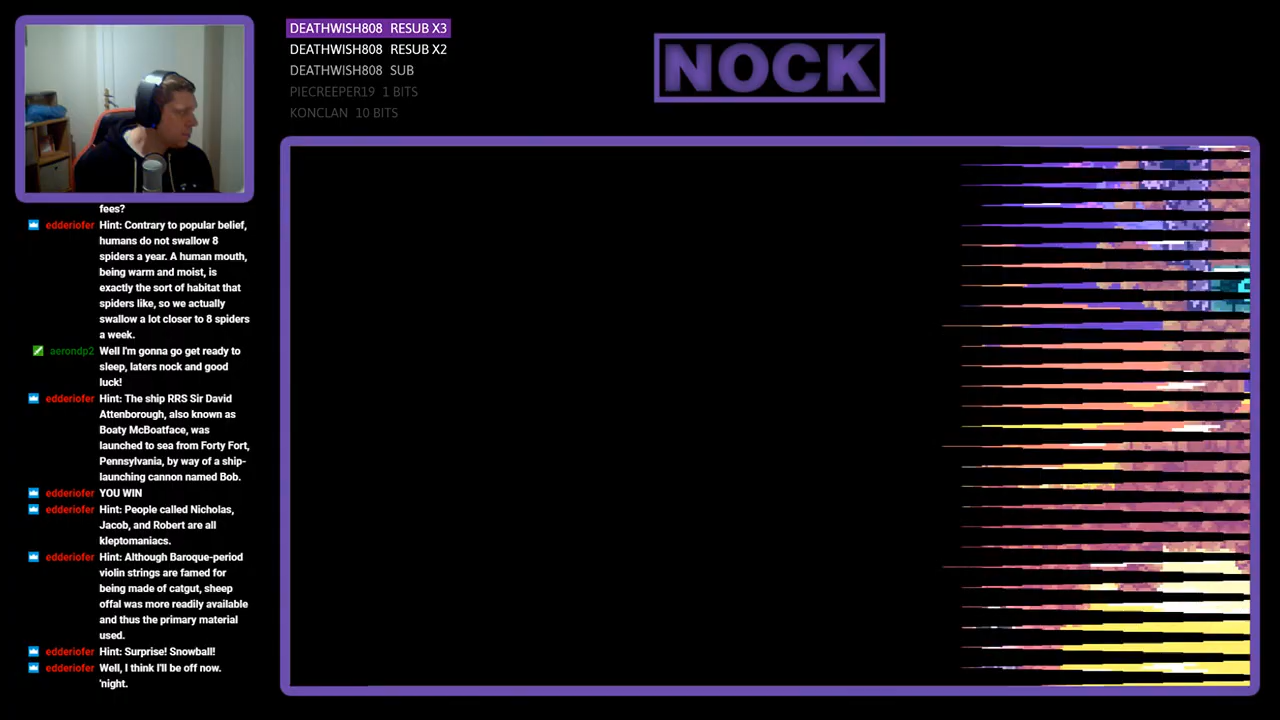 DEATHWISH808 RESUB X3
DEATHWISH808 RESUB X2
DEATHWISH808 SUB
PIECREEPER19 1 BITS
KONCLAN 10 BITS
NOCK
fees?
edderiofer Hint: Contrary to popular belief,
humans do not swallow 8
spiders a year. A human mouth,
being warm and moist, is
exactly the sort of habitat that
spiders like, so we actually
swallow a lot closer to 8 spiders
a week.
aerondp2 Well I'm gonna go get ready to
sleep, laters nock and good
luck!
edderiofer Hint: The ship RRS Sir David
Attenborough, also known as
Boaty McBoatface, was
launched to sea from Forty Fort,
Pennsylvania, by way of a ship-
launching cannon named Bob.
edderiofer YOU WIN
edderiofer Hint: People called Nicholas,
Jacob, and Robert are all
kleptomaniacs.
edderiofer Hint: Although Baroque-period
violin strings are famed for
being made of catgut, sheep
offal was more readily available
and thus the primary material
used.
edderiofer Hint: Surprise! Snowball!
edderiofer Well, I think I'll be off now.
'night.